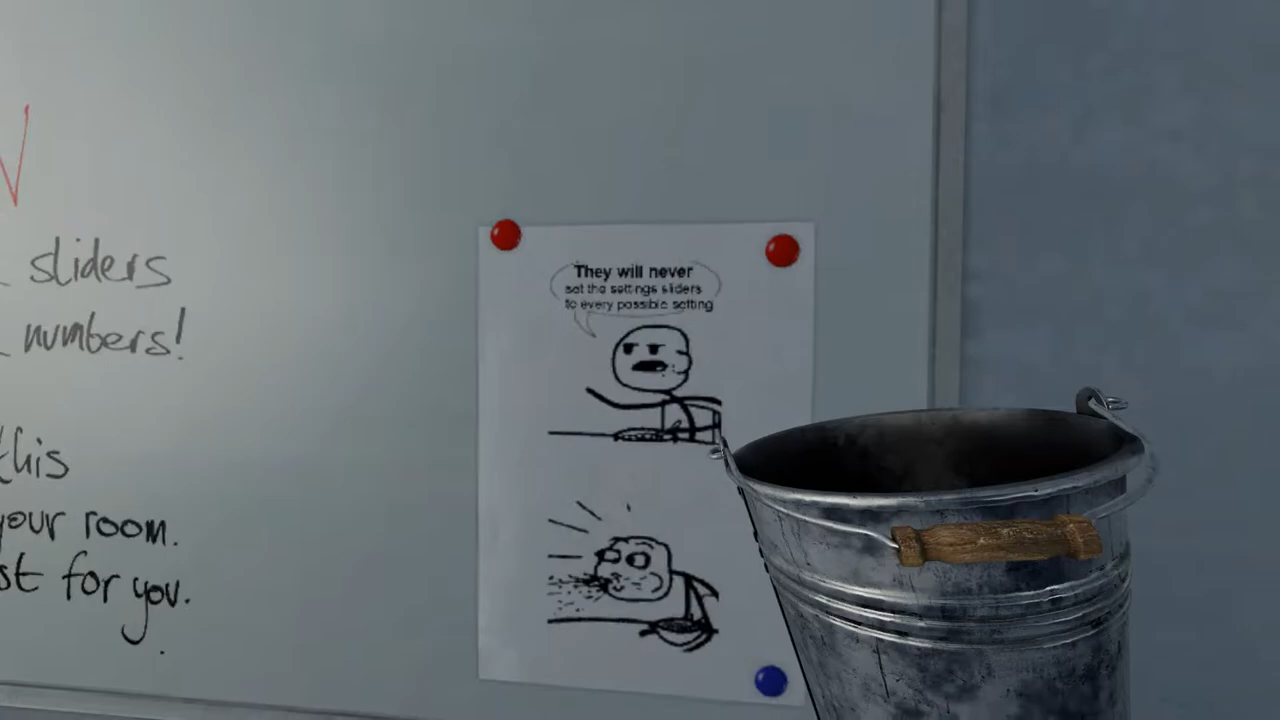 sliders
numbers!
this
your room.
st for you.
They will never
set the settings sliders
to every possible setting